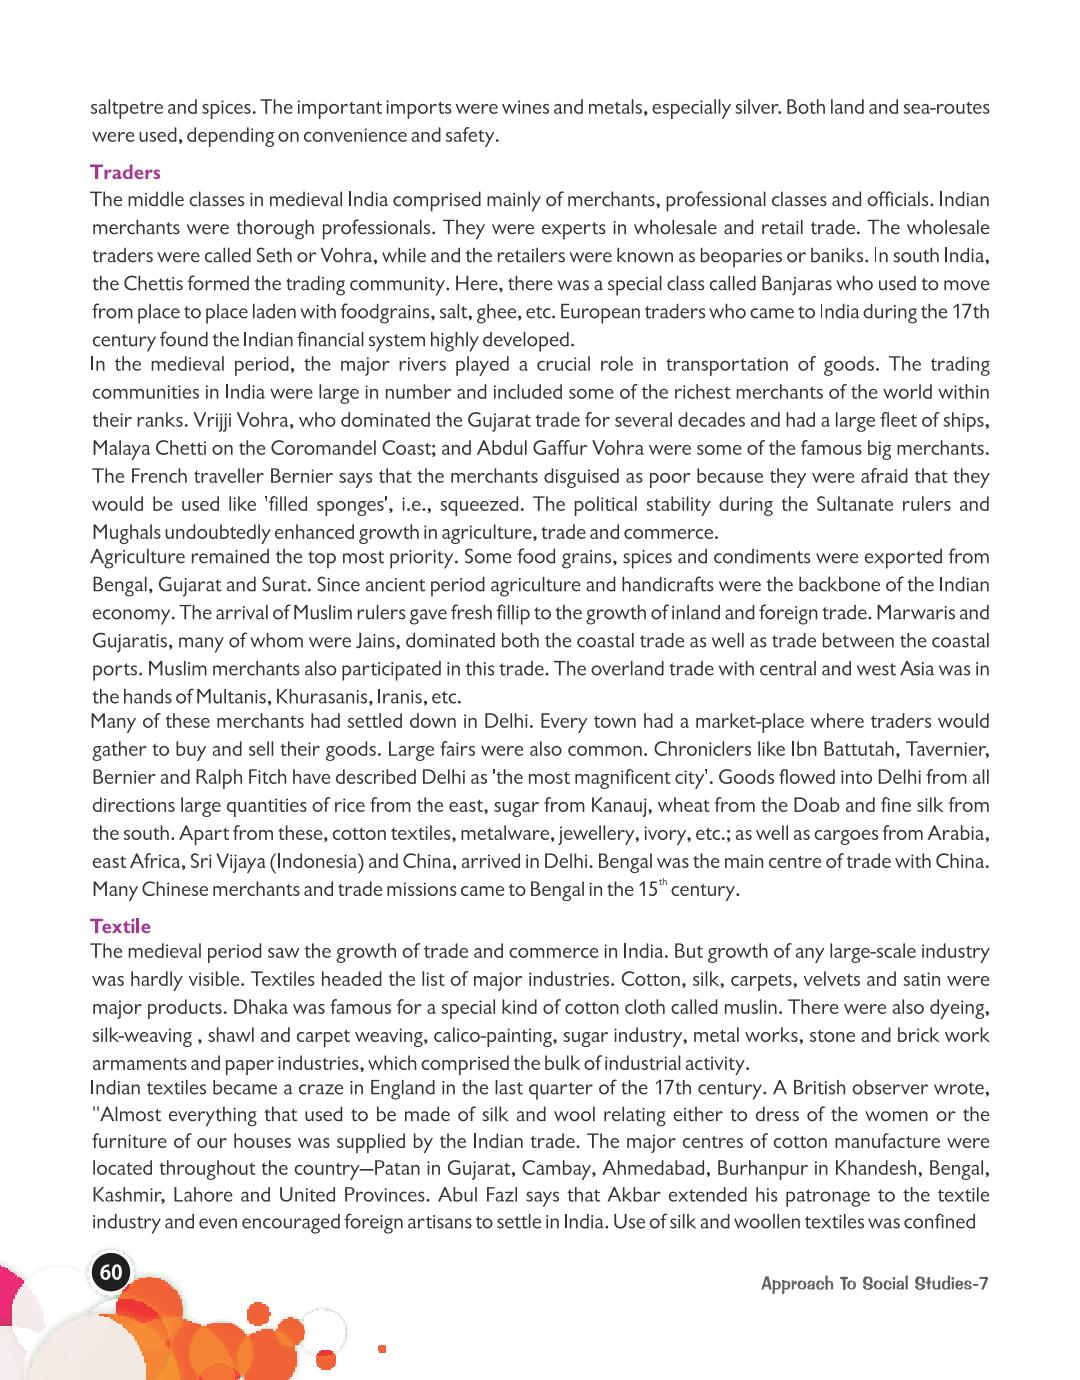 saltpetre and spices. The important imports were wines and metals, especially silver. Both land and sea-routes
were used, depending on convenience and safety.
Traders
The middle classes in medieval India comprised mainly of merchants, professional classes and officials. Indian
merchants were thorough professionals. They were experts in wholesale and retail trade. The wholesale
traders were called Seth or Vohra, while and the retailers were known as beoparies or baniks. In south India,
the Chettis formed the trading community. Here, there was a special class called Banjaras who used to move
from place to place laden with foodgrains, salt, ghee, etc. European traders who came to India during the 17th
century found the Indian financial system highly developed.
In the medieval period, the major rivers played a crucial role in transportation of goods. The trading
communities in India were large in number and included some of the richest merchants of the world within
their ranks. Vrijji Vohra, who dominated the Gujarat trade for several decades and had a large fleet of ships,
Malaya Chetti on the Coromandel Coast; and Abdul Gaffur Vohra were some of the famous big merchants.
The French traveller Bernier says that the merchants disguised as poor because they were afraid that they
would be used like 'filled sponges', i.e., squeezed. The political stability during the Sultanate rulers and
Mughals undoubtedly enhanced growth in agriculture, trade and commerce.
Agriculture remained the top most priority. Some food grains, spices and condiments were exported from
Bengal, Gujarat and Surat. Since ancient period agriculture and handicrafts were the backbone of the Indian
economy. The arrival of Muslim rulers gave fresh fillip to the growth of inland and foreign trade. Marwaris and
Gujaratis, many of whom were Jains, dominated both the coastal trade as well as trade between the coastal
ports. Muslim merchants also participated in this trade. The overland trade with central and west Asia was in
the hands of Multanis, Khurasanis, Iranis, etc.
Many of these merchants had settled down in Delhi. Every town had a market-place where traders would
gather to buy and sell their goods. Large fairs were also common. Chroniclers like Ibn Battutah, Tavernier,
Bernier and Ralph Fitch have described Delhi as 'the most magnificent city'. Goods flowed into Delhi from all
directions large quantities of rice from the east, sugar from Kanauj, wheat from the Doab and fine silk from
the south. Apart from these, cotton textiles, metalware, jewellery, ivory, etc.; as well as cargoes from Arabia,
east Africa, Sri Vijaya (Indonesia) and China, arrived in Delhi. Bengal was the main centre of trade with China.
Many Chinese merchants and trade missions came to Bengal in the 15th century.
Textile
The medieval period saw the growth of trade and commerce in India. But growth of any large-scale industry
was hardly visible. Textiles headed the list of major industries. Cotton, silk, carpets, velvets and satin were
major products. Dhaka was famous for a special kind of cotton cloth called muslin. There were also dyeing,
silk-weaving , shawl and carpet weaving, calico-painting, sugar industry, metal works, stone and brick work
armaments and paper industries, which comprised the bulk of industrial activity.
Indian textiles became a craze in England in the last quarter of the 17th century. A British observer wrote,
"Almost everything that used to be made of silk and wool relating either to dress of the women or the
furniture of our houses was supplied by the Indian trade. The major centres of cotton manufacture were
located throughout the country—Patan in Gujarat, Cambay, Ahmedabad, Burhanpur in Khandesh, Bengal,
Kashmir, Lahore and United Provinces. Abul Fazl says that Akbar extended his patronage to the textile
industry and even encouraged foreign artisans to settle in India. Use of silk and woollen textiles was confined
60
Approach To Social Studies-7